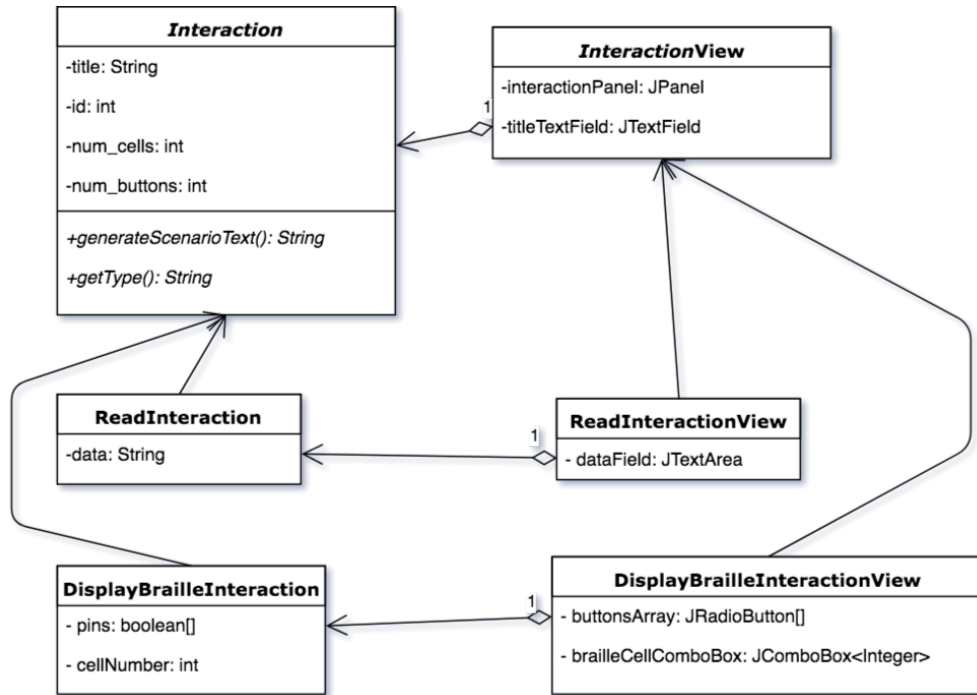 Interaction
-title: String
-id: int
-num_cells: int
-num_buttons: int
+generateScenarioText(): String
+getType(): String
InteractionView
-interactionPanel: JPanel
-titleTextField: JTextField
1
ReadInteraction
-data: String
1
ReadInteractionView
- dataField: JTextArea
DisplayBrailleInteraction
- pins: boolean[]
- cellNumber: int
1
DisplayBrailleInteractionView
- buttonsArray: JRadioButton[]
- brailleCellComboBox: JComboBox<Integer>